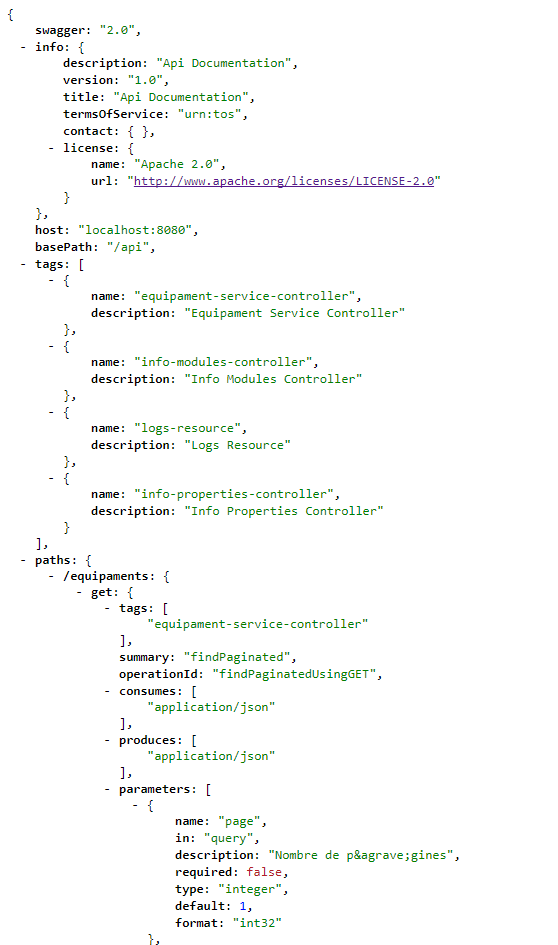 {
swagger: "2.0",
- info: {
description: "Api Documentation",
version: "1.0",
title: "Api Documentation",
termsOfService: "urn:tos",
contact: { },
- license: {
name: "Apache 2.0",
url: "http://www.apache.org/licenses/LICENSE-2.0"
}
},
host: "localhost:8080",
basePath: "/api",
- tags: [
- {
name: "equipament-service-controller",
description: "Equipament Service Controller"
},
- {
name: "info-modules-controller",
description: "Info Modules Controller"
},
- {
name: "logs-resource",
description: "Logs Resource"
},
- {
name: "info-properties-controller",
description: "Info Properties Controller"
}
],
- paths: {
- /equipaments: {
- get: {
- tags: [
"equipament-service-controller"
],
summary: "findPaginated",
operationId: "findPaginatedUsingGET",
- consumes: [
"application/json"
],
- produces: [
"application/json"
],
- parameters: [
- {
name: "page",
in: "query",
description: "Nombre de p&agrave;gines",
required: false,
type: "integer",
default: 1,
format: "int32"
},